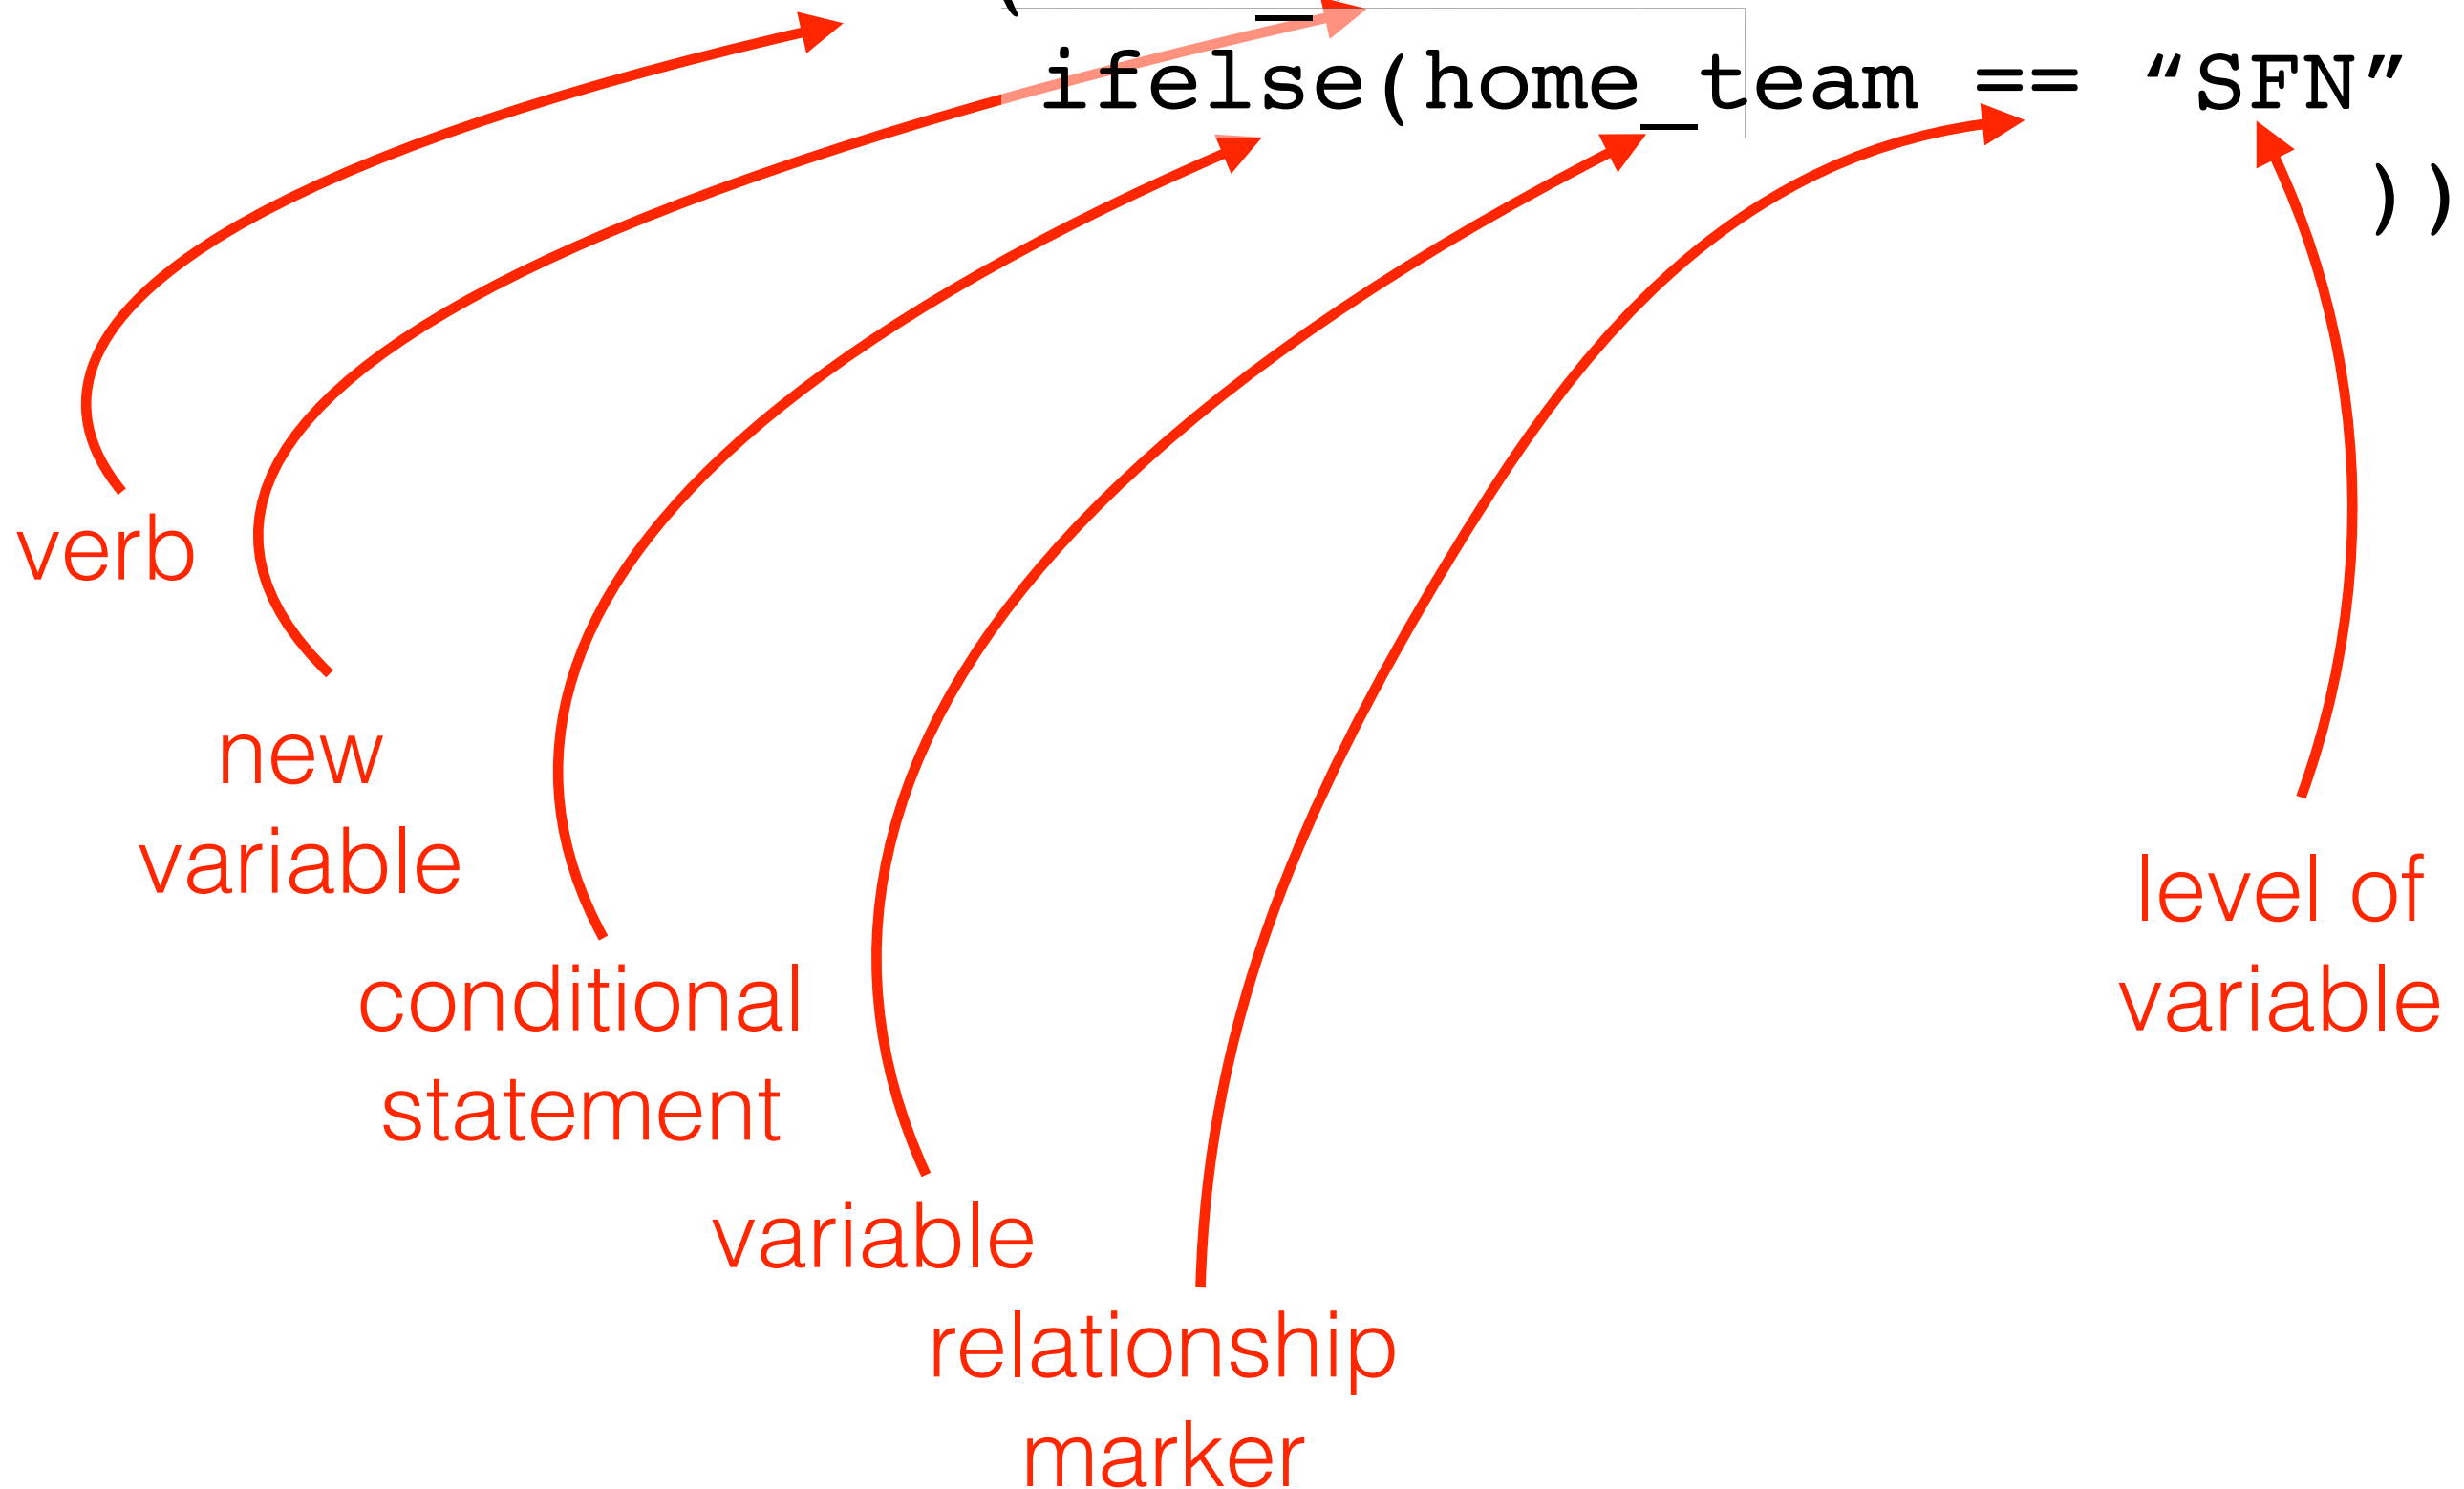 ifelse(home_team == "SFN"
))
verb
new
variable
conditional
statement
variable
relationship
marker
level of
variable